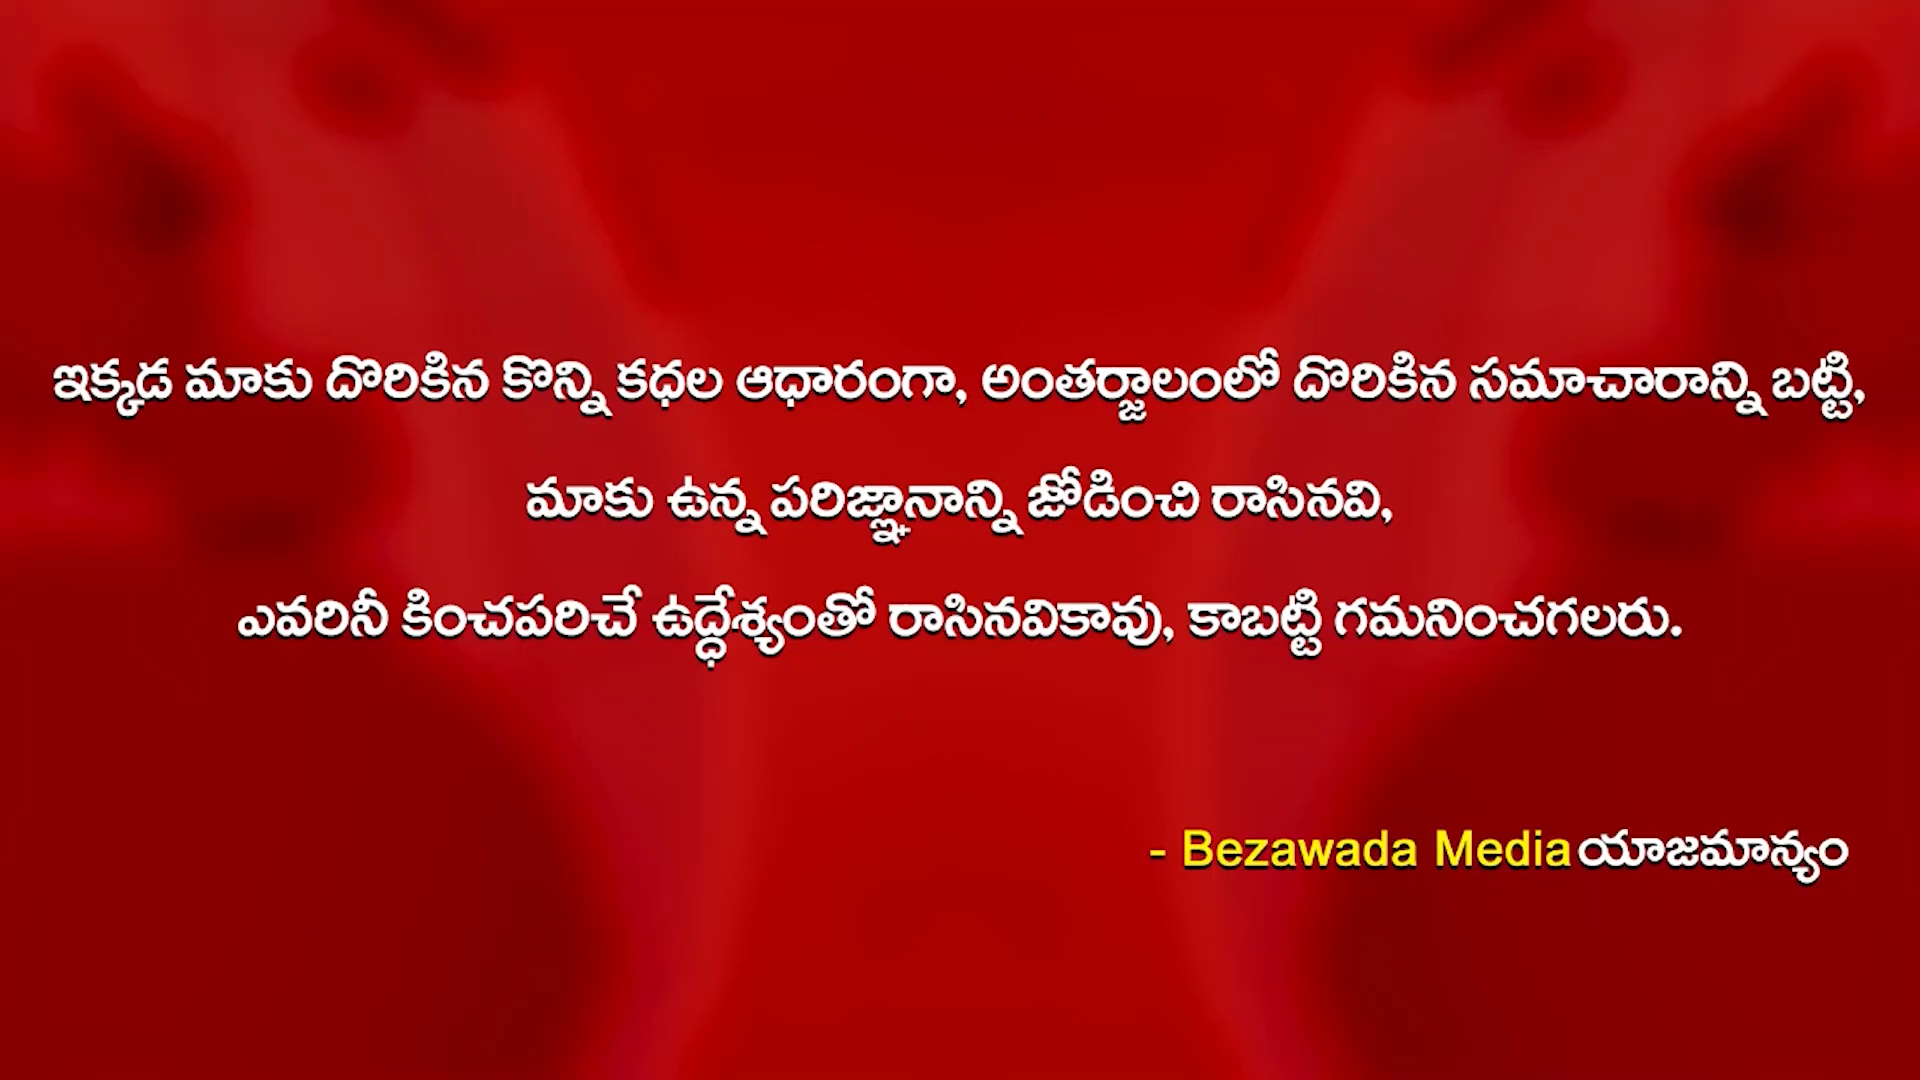 ఇక్కడ మాకు దొరికిన కొన్ని కధల ఆధారంగా, అంతర్జాలంలో దొరికిన సమాచారాన్ని బట్టి,
మాకు ఉన్న పరిజ్ఞానాన్ని జోడించి రాసినవి,
ఎవరినీ కించపరిచే ఉద్ధేశ్యంతో రాసినవికావు, కాబట్టి గమనించగలరు.
- Bezawada Media యాజమాన్యం